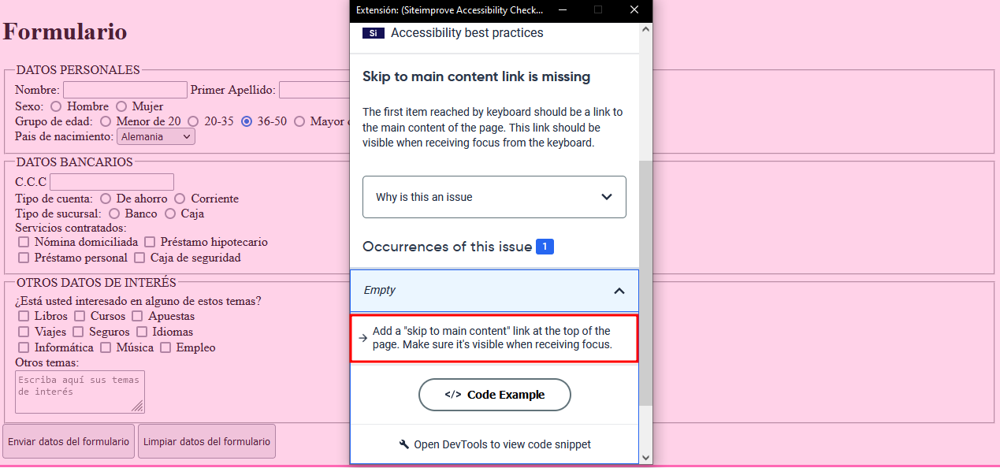 Formulario
DATOS PERSONALES
Nombre: Primer Apellido:
Sexo: Hombre Mujer
Grupo de edad: Menor de 20 20-35 36-50 Mayor
Pais de nacimiento: Alemania
DATOS BANCARIOS
C.C.C
Tipo de cuenta: De ahorro Corriente
Tipo de sucursal: Banco Caja
Servicios contratados:
Nómina domiciliada Préstamo hipotecario
Préstamo personal Caja de seguridad
OTROS DATOS DE INTERÉS
¿Está usted interesado en alguno de estos temas?
Libros Cursos Apuestas
Viajes Seguros Idiomas
Informática Música Empleo
Otros temas:
Escriba aquí sus temas
de interés
Enviar datos del formulario Limpiar datos del formulario
Extensión: (Siteimprove Accessibility Check...
Si Accessibility best practices
Skip to main content link is missing
The first item reached by keyboard should be a link to
the main content of the page. This link should be
visible when receiving focus from the keyboard.
Why is this an issue
Occurrences of this issue 1
Empty
Add a "skip to main content" link at the top of the
page. Make sure it's visible when receiving focus.
</> Code Example
Open DevTools to view code snippet